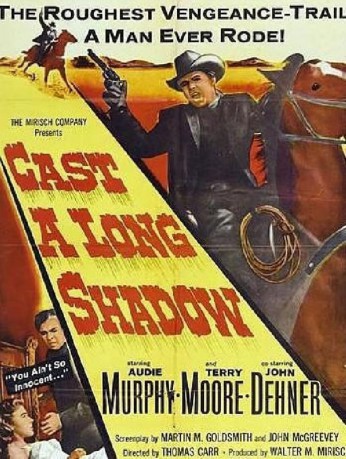 THE ROUGHEST VENGEANCE-TRAIL
A MAN EVER RODE!
THE MIRISCH COMPANY
Presents
CAST
A LONG
SHADOW
"You Ain't So
Innocent..."
starring and co-starring
AUDIE TERRY JOHN
MURPHY·MOORE·DEHNER
Screenplay by MARTIN M. GOLDSMITH and JOHN McGREEVEY
Directed by THOMAS CARR · Produced by WALTER M. MIRISC